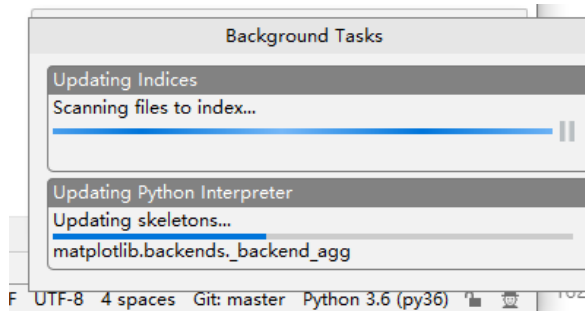 Background Tasks
Updating Indices
Scanning files to index...
Updating Python Interpreter
Updating skeletons...
matplotlib.backends._backend_agg
F UTF-8 4 spaces Git: master Python 3.6 (py36)